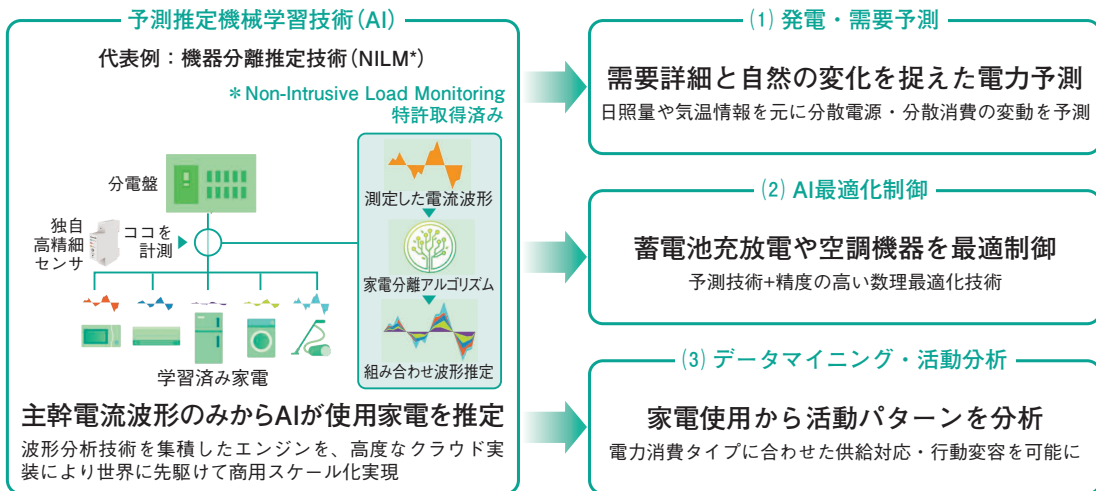 予測推定機械学習技術(AI)
代表例：機器分離推定技術(NILM*)
＊Non-Intrusive Load Monitoring
特許取得済み
分電盤
独自
高精細
センサ
ココを
計測
測定した電流波形
家電分離アルゴリズム
組み合わせ波形推定
学習済み家電
主幹電流波形のみからAIが使用家電を推定
波形分析技術を集積したエンジンを、高度なクラウド実
装により世界に先駆けて商用スケール化実現
(1) 発電・需要予測
需要詳細と自然の変化を捉えた電力予測
日照量や気温情報を元に分散電源・分散消費の変動を予測
(2) AI最適化制御
蓄電池充放電や空調機器を最適制御
予測技術+精度の高い数理最適化技術
(3) データマイニング・活動分析
家電使用から活動パターンを分析
電力消費タイプに合わせた供給対応・行動変容を可能に